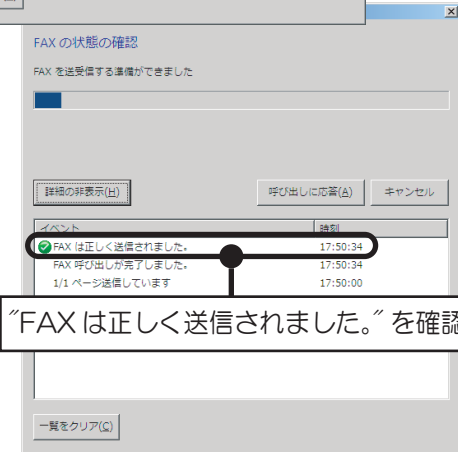 FAX の状態の確認
FAX を送受信する準備ができました
詳細の非表示(H)
呼び出しに応答(A)
キャンセル
イベント 時刻
FAX は正しく送信されました。 17:50:34
FAX 呼び出しが完了しました。 17:50:34
1/1 ページ送信しています 17:50:00
″FAX は正しく送信されました。″を確認
一覧をクリア(C)